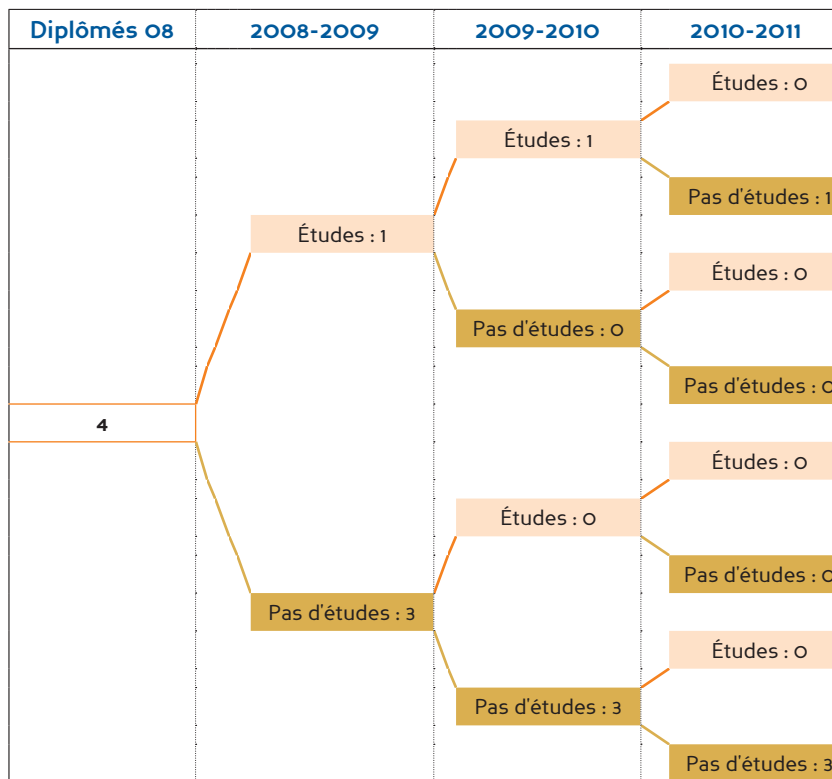 Diplômés 08 2008-2009 2009-2010 2010-2011
Études : 0
Études : 1
Pas d'études : 1
Études : 1
Études : 0
Pas d'études : 0
Pas d'études : 0
4
Études : 0
Études : 0
Pas d'études : 0
Pas d'études : 3
Études : 0
Pas d'études : 3
Pas d'études : 3